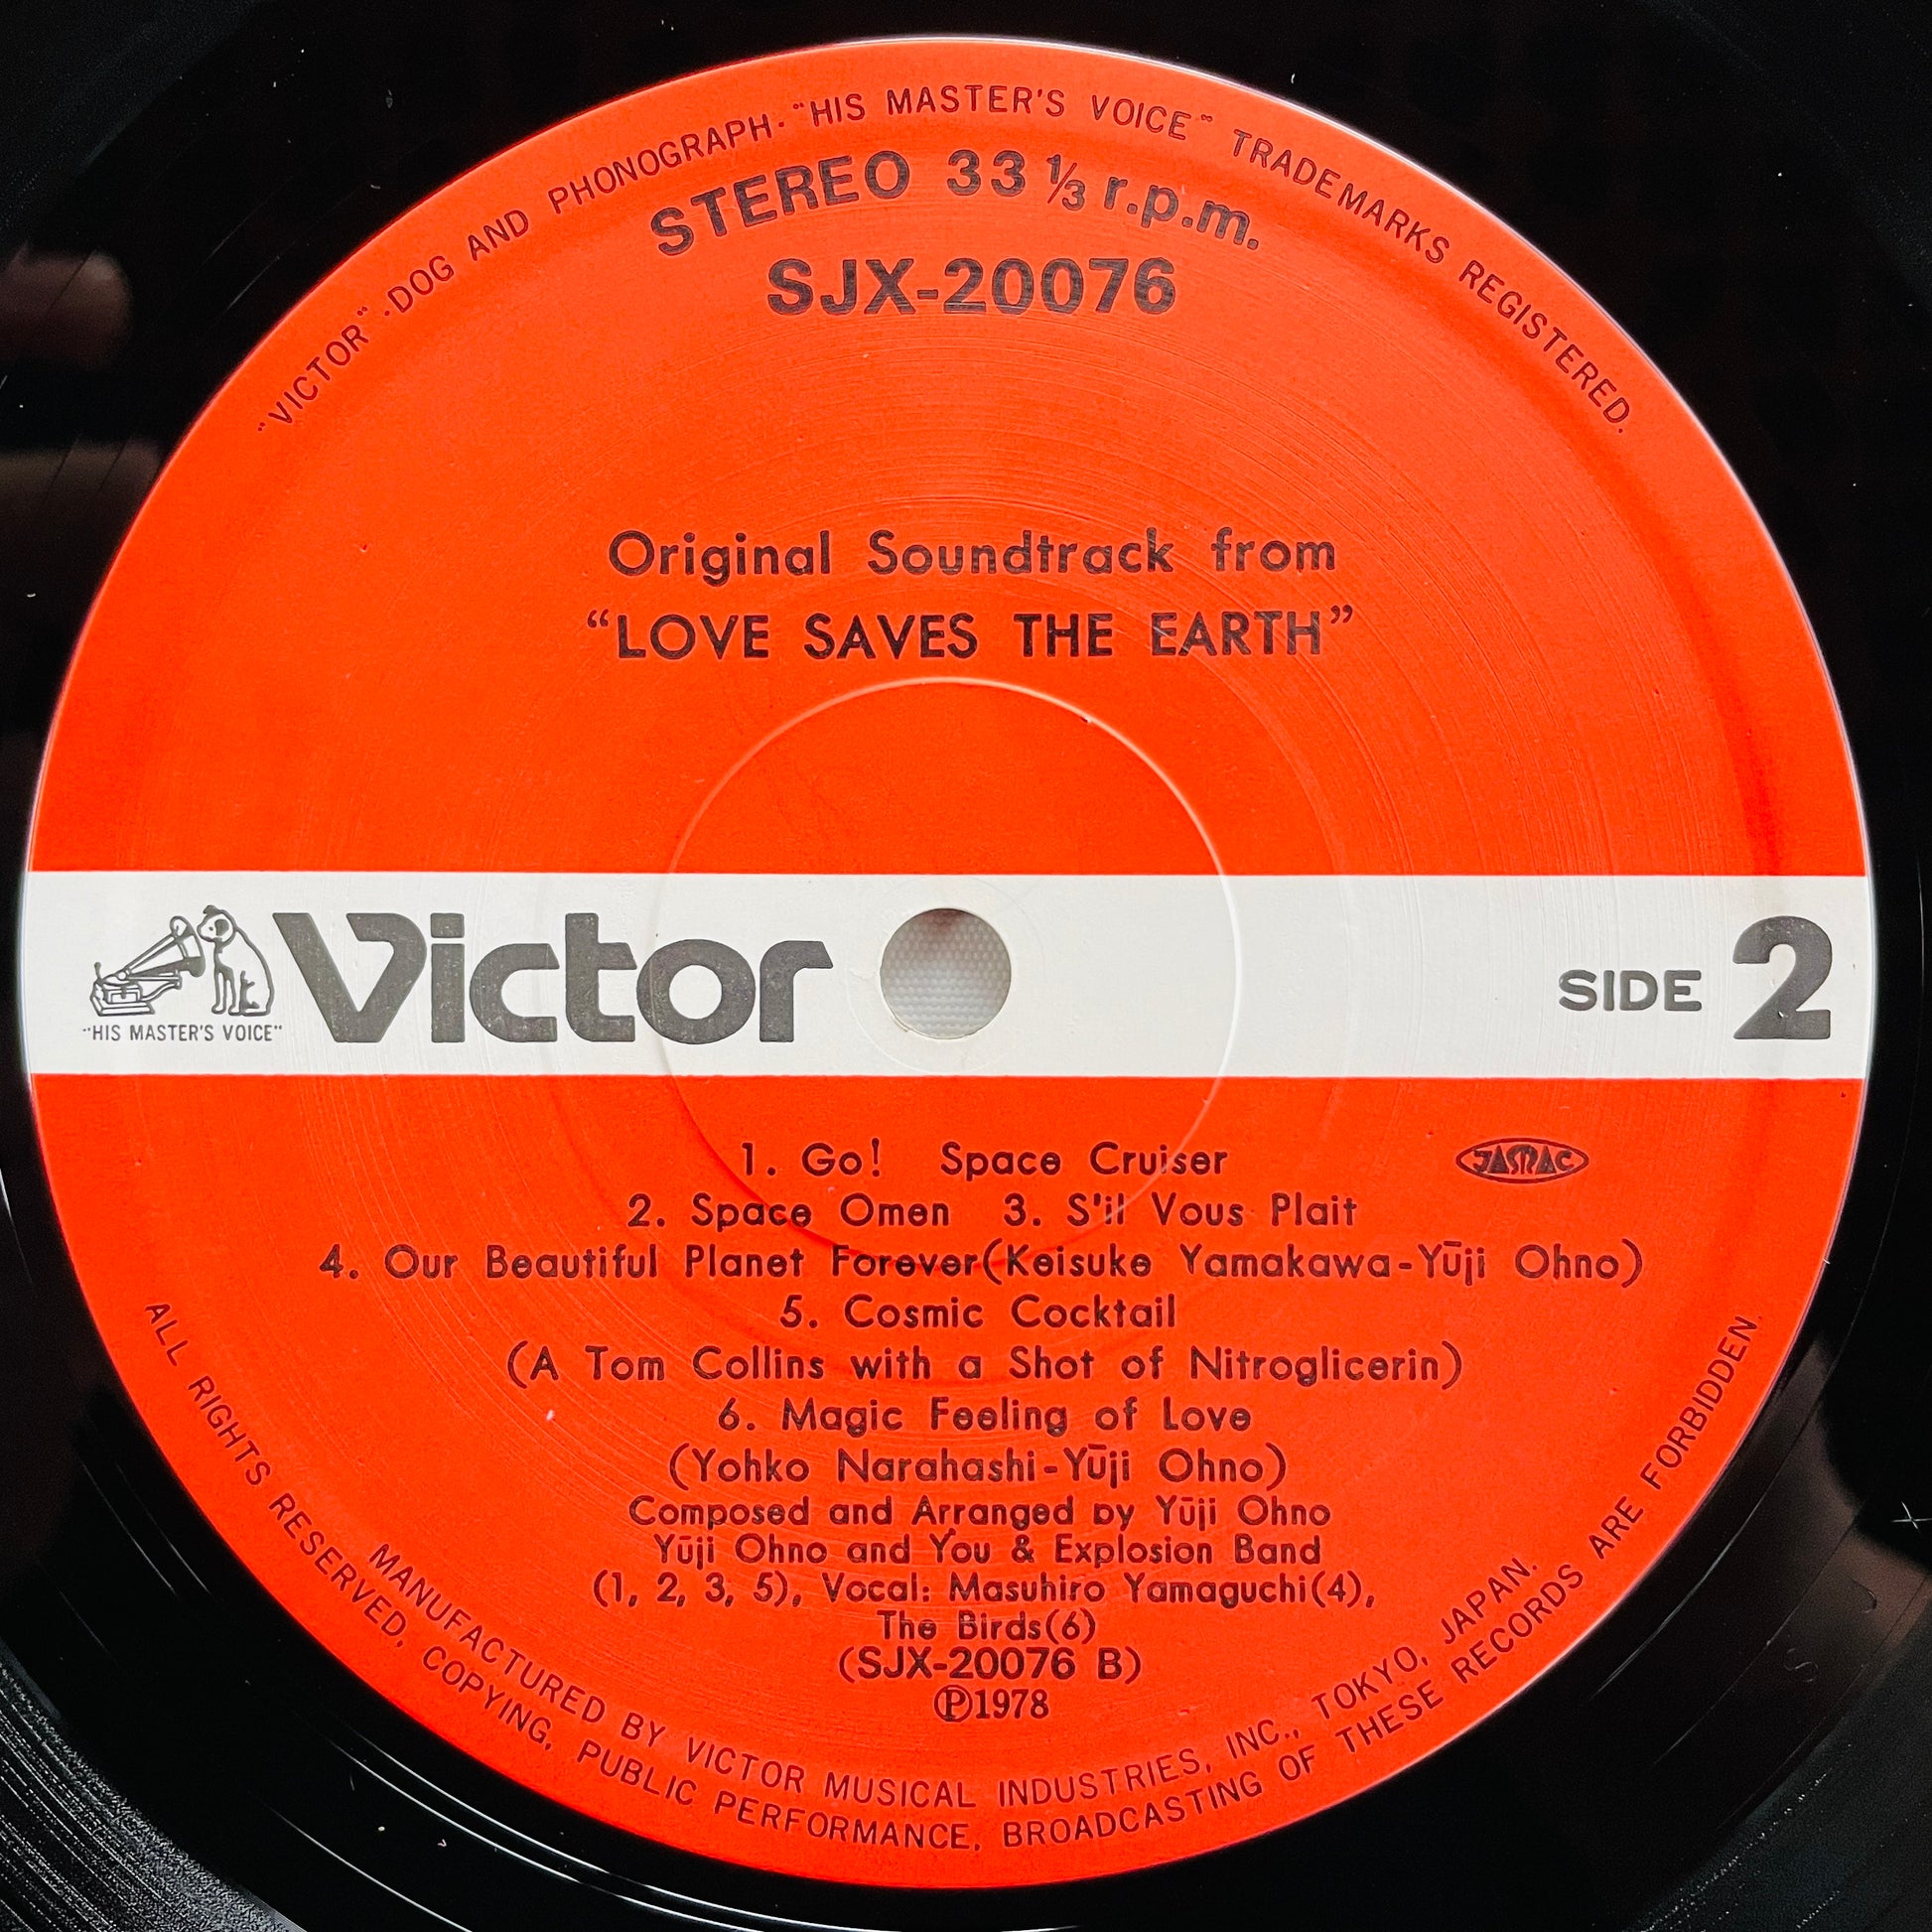 "VICTOR" · DOG AND PHONOGRAPH · "HIS MASTER'S VOICE" TRADEMARKS REGISTERED.
STEREO 33 ⅓ r.p.m.
SJX-20076
Original Soundtrack from
“LOVE SAVES THE EARTH”
"HIS MASTER'S VOICE"
Victor
SIDE 2
1. Go! Space Cruiser
JASRAC
2. Space Omen 3. S'il Vous Plait
4. Our Beautiful Planet Forever(Keisuke Yamakawa-Yūji Ohno)
5. Cosmic Cocktail
(A Tom Collins with a Shot of Nitroglicerin)
6. Magic Feeling of Love
(Yohko Narahashi-Yūji Ohno)
Composed and Arranged by Yūji Ohno
Yūji Ohno and You & Explosion Band
(1, 2, 3, 5), Vocal: Masuhiro Yamaguchi(4),
The Birds(6)
(SJX-20076 B)
Ⓟ1978
MANUFACTURED BY VICTOR MUSICAL INDUSTRIES, INC., TOKYO, JAPAN.
ALL RIGHTS RESERVED, COPYING, PUBLIC PERFORMANCE, BROADCASTING OF THESE RECORDS ARE FORBIDDEN.